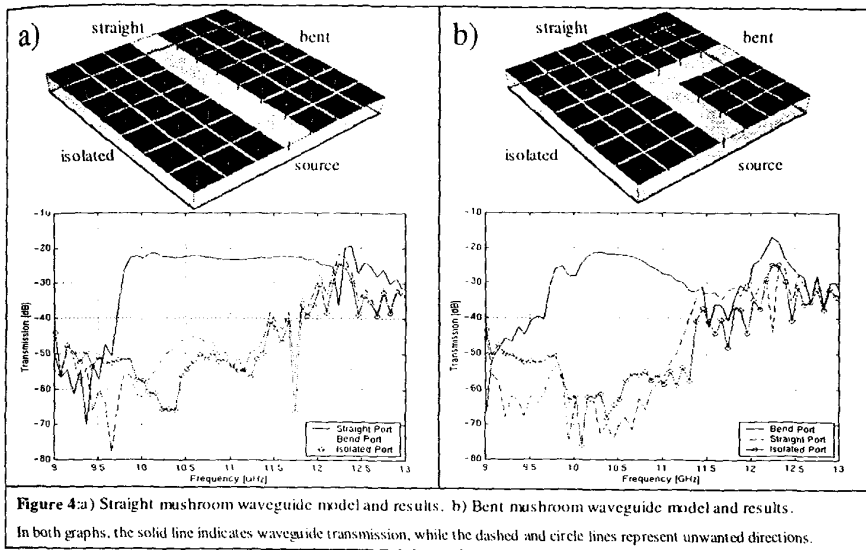 a)
straight
bent
isolated
source
-10
-20
-30
-40
-50
-60
-70
-80
Transmission [dB]
9 9.5 10 10.5 11 11.5 12 12.5 13
Frequency [GHz]
Straight Port
Bend Port
Isolated Port
b)
straight
bent
isolated
source
-10
-20
-30
-40
-50
-60
-70
-80
Transmission [dB]
9 9.5 10 10.5 11 11.5 12 12.5 13
Frequency [GHz]
Bend Port
Straight Port
Isolated Port
Figure 4:a) Straight mushroom waveguide model and results. b) Bent mushroom waveguide model and results.
In both graphs, the solid line indicates waveguide transmission, while the dashed and circle lines represent unwanted directions.